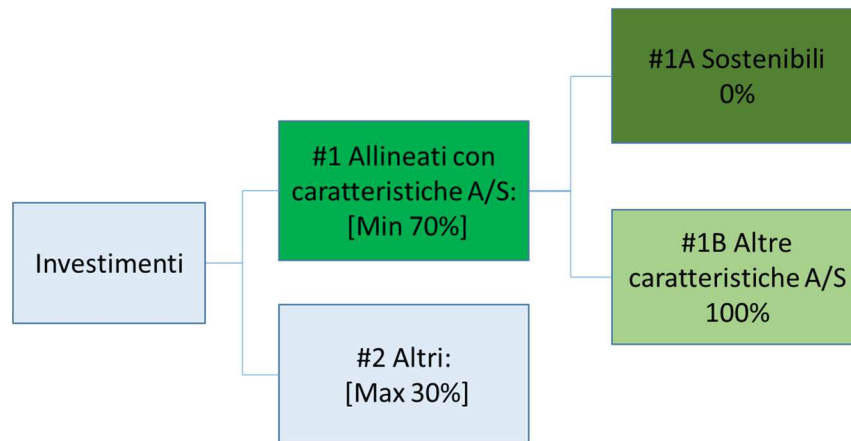 Investimenti
#1 Allineati con
caratteristiche A/S:
[Min 70%]
#2 Altri:
[Max 30%]
#1A Sostenibili
0%
#1B Altre
caratteristiche A/S
100%